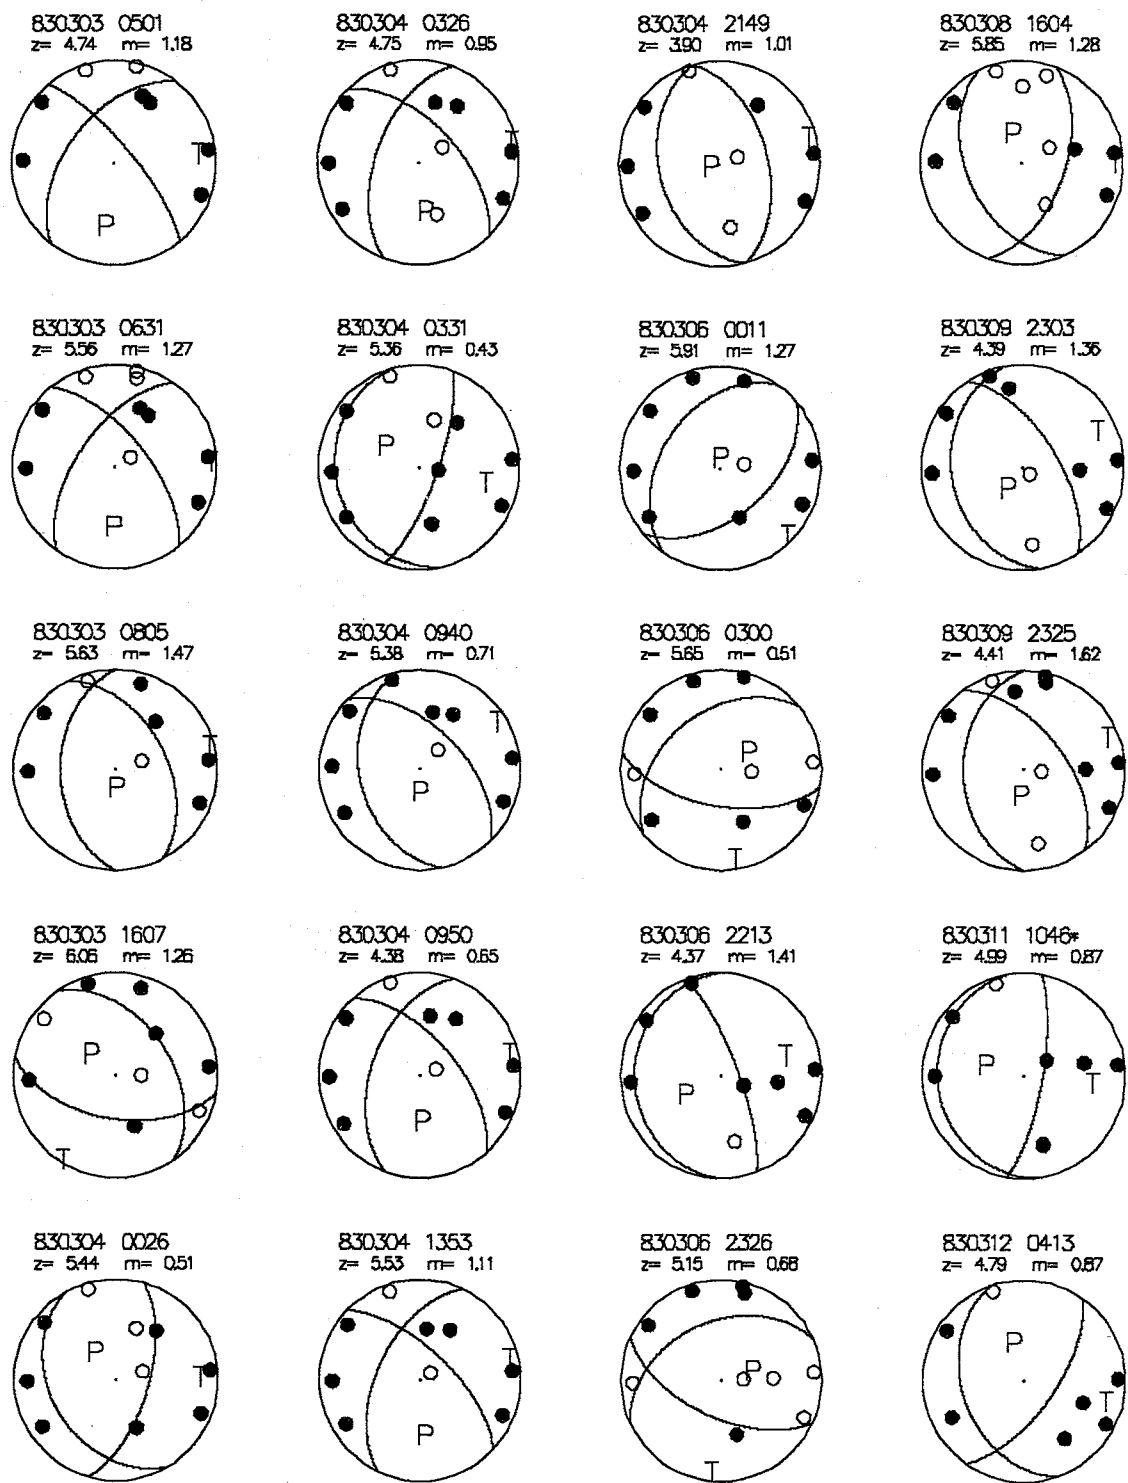 830303 0501
z= 4.74 m= 1.18
T
P
830304 0326
z= 4.75 m= 0.95
T
P
830304 2149
z= 3.90 m= 1.01
T
P
830308 1604
z= 5.85 m= 1.28
P
T
830303 0631
z= 5.56 m= 1.27
T
P
830304 0331
z= 5.36 m= 0.43
P
T
830306 0011
z= 5.91 m= 1.27
P
T
830309 2303
z= 4.39 m= 1.36
T
P
830303 0805
z= 5.63 m= 1.47
T
P
830304 0940
z= 5.38 m= 0.71
T
P
830306 0300
z= 5.65 m= 0.51
P
T
830309 2325
z= 4.41 m= 1.62
T
P
830303 1607
z= 6.06 m= 1.26
P
T
830304 0950
z= 4.38 m= 0.65
T
P
830306 2213
z= 4.37 m= 1.41
T
P
830311 1046*
z= 4.99 m= 0.87
P
T
830304 0026
z= 5.44 m= 0.51
P
T
830304 1353
z= 5.53 m= 1.11
T
P
830306 2326
z= 5.15 m= 0.68
P
T
830312 0413
z= 4.79 m= 0.87
P
T